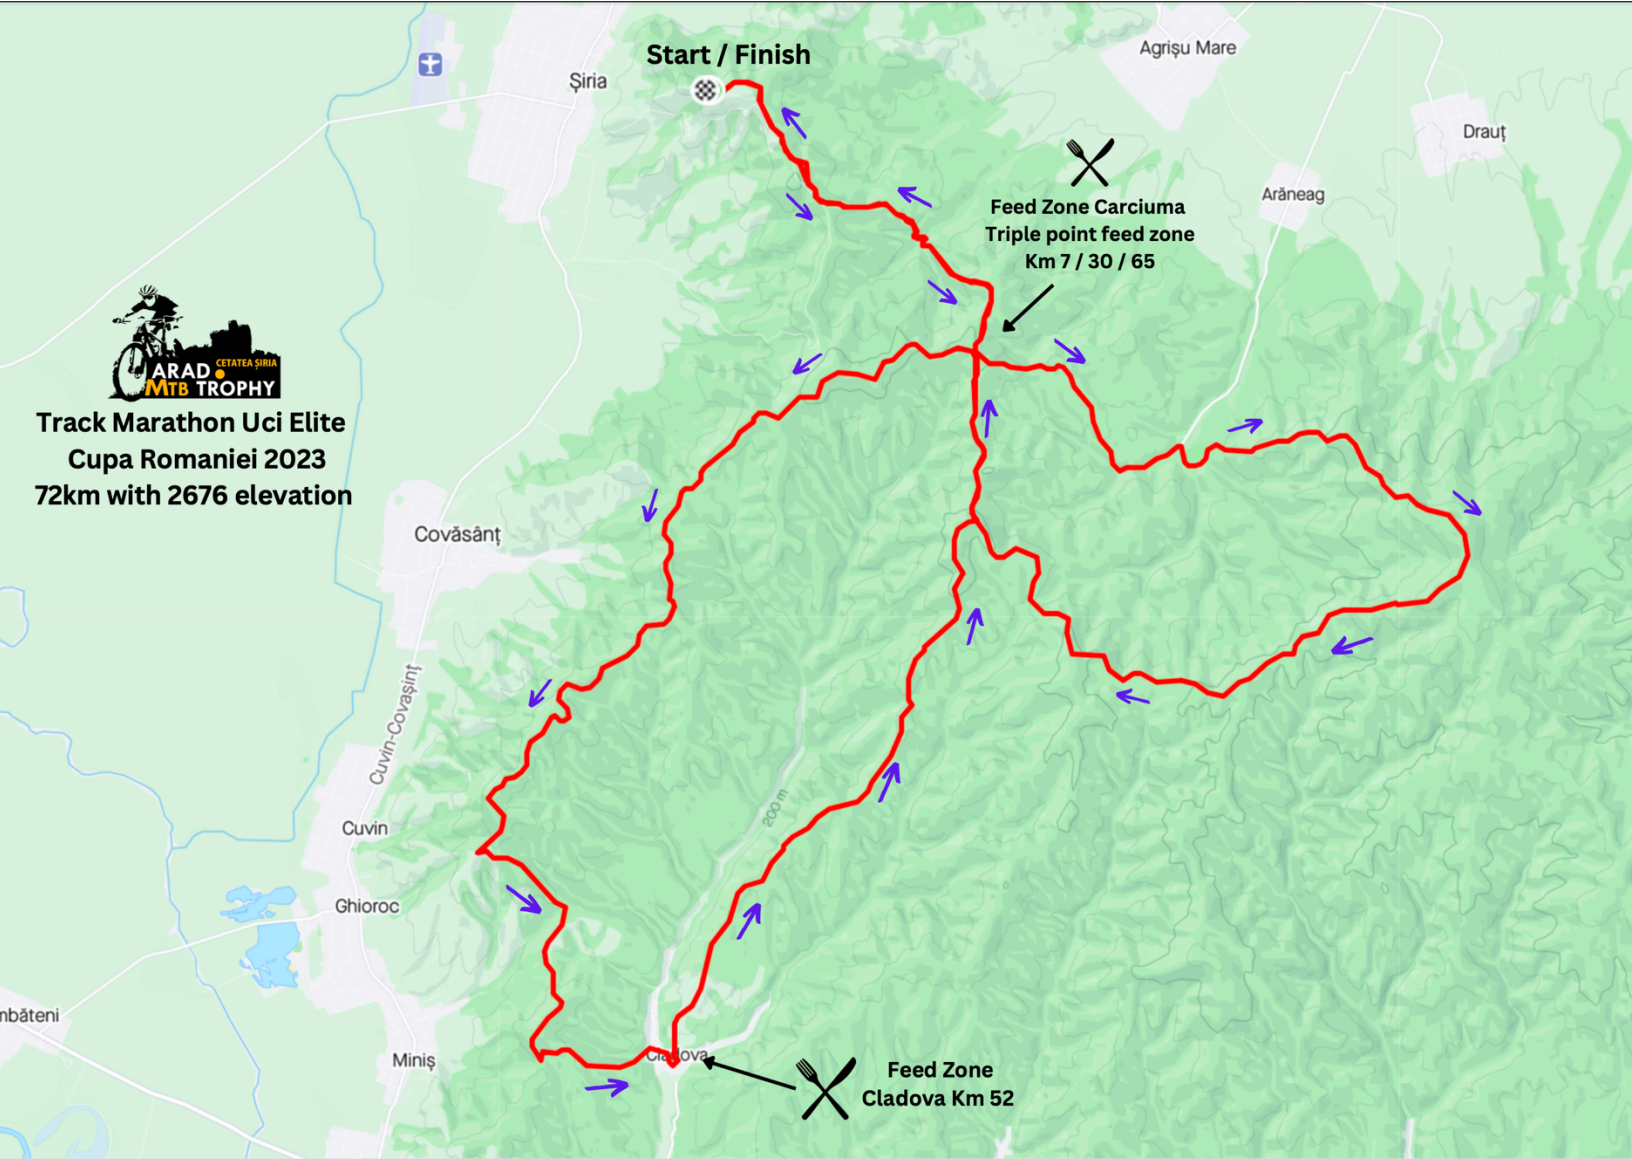 Start / Finish
Șiria
Agrișu Mare
Drauț
Arăneag
Feed Zone Carciuma
Triple point feed zone
Km 7 / 30 / 65
CETATEA ȘIRIA
ARAD
MTB TROPHY
Track Marathon Uci Elite
Cupa Romaniei 2023
72km with 2676 elevation
Covăsânț
Cuvin-Covașinț
200 m
Cuvin
Ghioroc
nbăteni
Miniș
Cladova
Feed Zone
Cladova Km 52